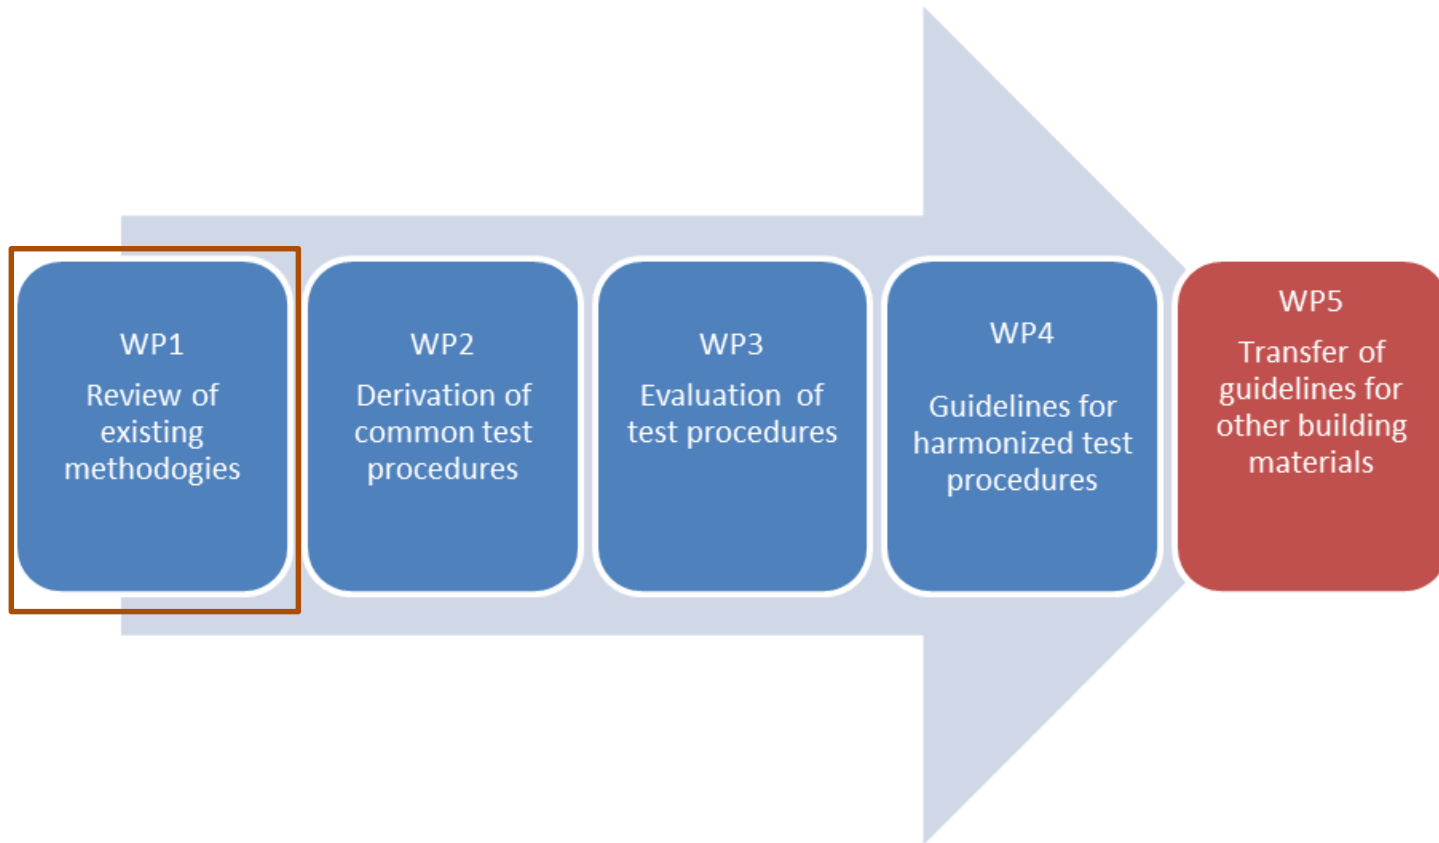 WP1
Review of
existing
methodogies
WP2
Derivation of
common test
procedures
WP3
Evaluation of
test procedures
WP4
Guidelines for
harmonized test
procedures
WP5
Transfer of
guidelines for
other building
materials